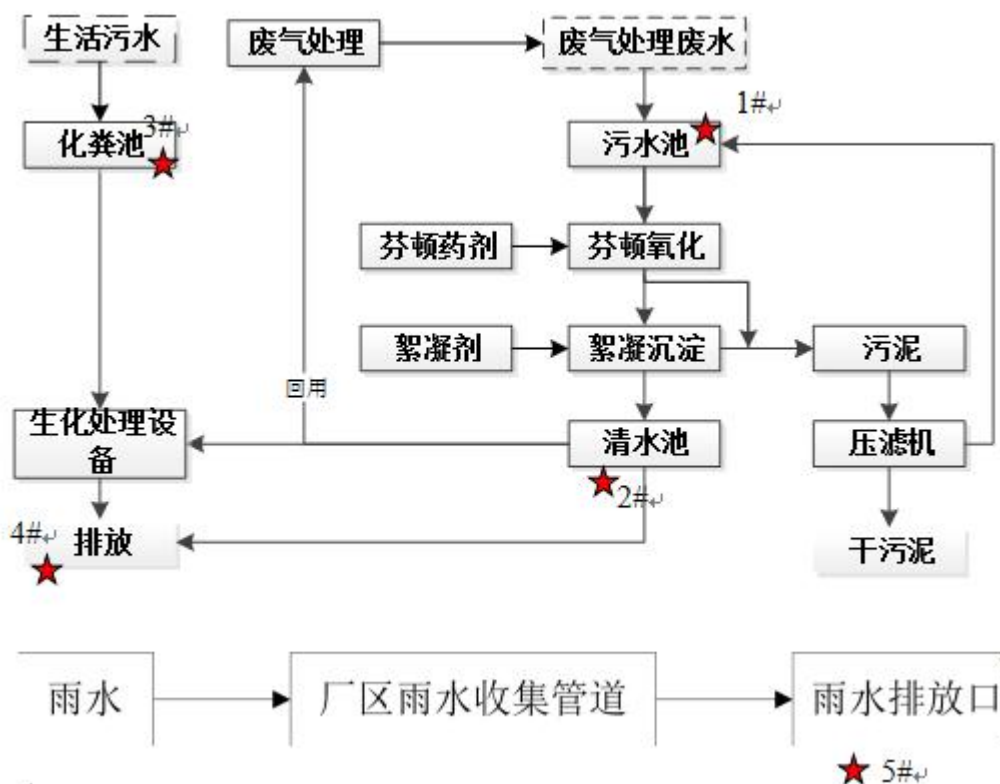 生活污水
废气处理
废气处理废水
1#
3#
化粪池
污水池
芬顿药剂
芬顿氧化
絮凝剂
絮凝沉淀
污泥
回用
生化处理设
备
清水池
压滤机
2#
4#
排放
干污泥
雨水
厂区雨水收集管道
雨水排放口
5#